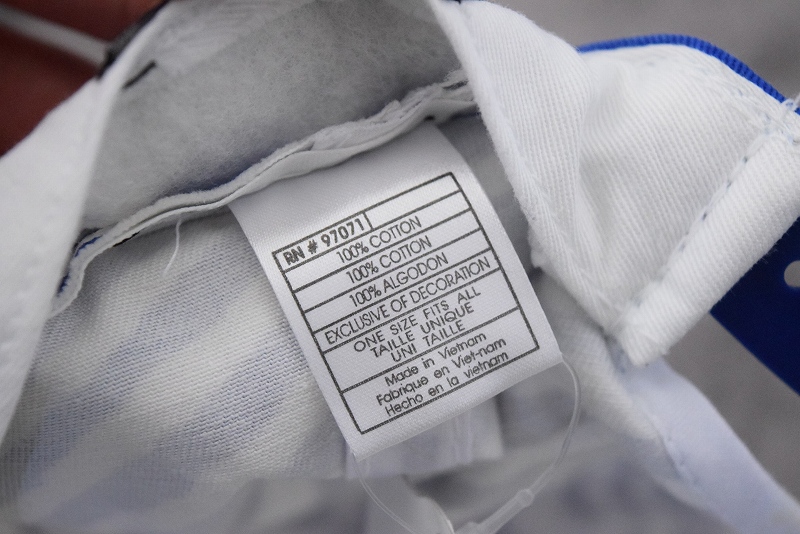 RN # 97071
100% COTTON
100% COTTON
100% ALGODON
EXCLUSIVE OF DECORATION
ONE SIZE FITS ALL
TAILLE UNIQUE
UNI TAILLE
Made in Vietnam
Fabrique en Viet-nam
Hecho en la vietnam